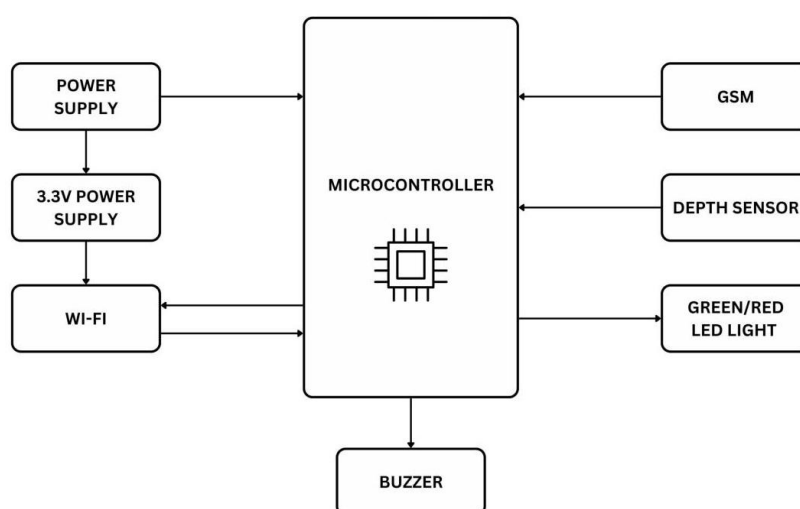 POWER
SUPPLY
3.3V POWER
SUPPLY
WI-FI
MICROCONTROLLER
GSM
DEPTH SENSOR
GREEN/RED
LED LIGHT
BUZZER